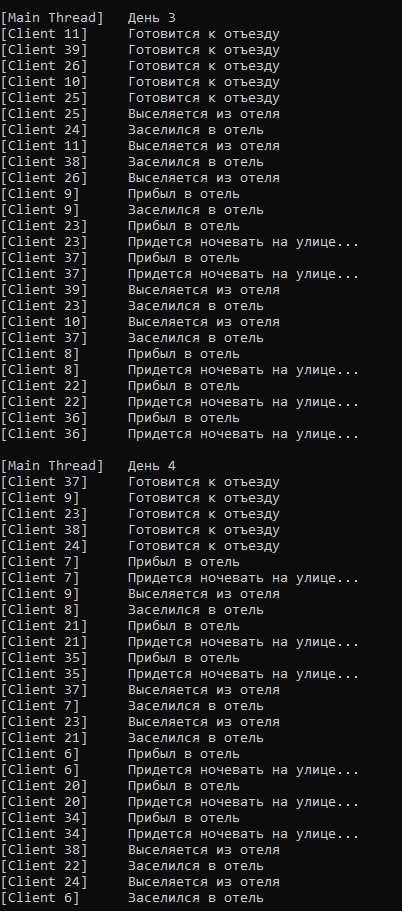 [Main Thread] День 3
[Client 11] Готовится к отъезду
[Client 39] Готовится к отъезду
[Client 26] Готовится к отъезду
[Client 10] Готовится к отъезду
[Client 25] Готовится к отъезду
[Client 25] Выселяется из отеля
[Client 24] Заселился в отель
[Client 11] Выселяется из отеля
[Client 38] Заселился в отель
[Client 26] Выселяется из отеля
[Client 9] Прибыл в отель
[Client 9] Заселился в отель
[Client 23] Прибыл в отель
[Client 23] Придется ночевать на улице...
[Client 37] Прибыл в отель
[Client 37] Придется ночевать на улице...
[Client 39] Выселяется из отеля
[Client 23] Заселился в отель
[Client 10] Выселяется из отеля
[Client 37] Заселился в отель
[Client 8] Прибыл в отель
[Client 8] Придется ночевать на улице...
[Client 22] Прибыл в отель
[Client 22] Придется ночевать на улице...
[Client 36] Прибыл в отель
[Client 36] Придется ночевать на улице...
[Main Thread] День 4
[Client 37] Готовится к отъезду
[Client 9] Готовится к отъезду
[Client 23] Готовится к отъезду
[Client 38] Готовится к отъезду
[Client 24] Готовится к отъезду
[Client 7] Прибыл в отель
[Client 7] Придется ночевать на улице...
[Client 9] Выселяется из отеля
[Client 8] Заселился в отель
[Client 21] Прибыл в отель
[Client 21] Придется ночевать на улице...
[Client 35] Прибыл в отель
[Client 35] Придется ночевать на улице...
[Client 37] Выселяется из отеля
[Client 7] Заселился в отель
[Client 23] Выселяется из отеля
[Client 21] Заселился в отель
[Client 6] Прибыл в отель
[Client 6] Придется ночевать на улице...
[Client 20] Прибыл в отель
[Client 20] Придется ночевать на улице...
[Client 34] Прибыл в отель
[Client 34] Придется ночевать на улице...
[Client 38] Выселяется из отеля
[Client 22] Заселился в отель
[Client 24] Выселяется из отеля
[Client 6] Заселился в отель